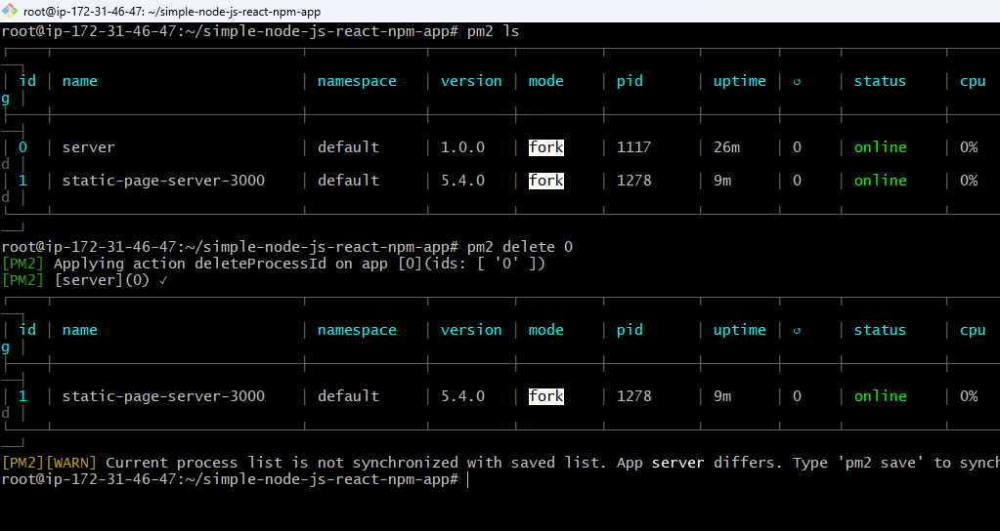 root@ip-172-31-46-47: ~/simple-node-js-react-npm-app
root@ip-172-31-46-47:~/simple-node-js-react-npm-app# pm2 ls
│ id │ name │ namespace │ version │ mode │ pid │ uptime │ ↺ │ status │ cpu
g │
│ 0 │ server │ default │ 1.0.0 │ fork │ 1117 │ 26m │ 0 │ online │ 0%
d │
│ 1 │ static-page-server-3000 │ default │ 5.4.0 │ fork │ 1278 │ 9m │ 0 │ online │ 0%
d │
root@ip-172-31-46-47:~/simple-node-js-react-npm-app# pm2 delete 0
[PM2] Applying action deleteProcessId on app [0](ids: [ '0' ])
[PM2] [server](0) ✓
│ id │ name │ namespace │ version │ mode │ pid │ uptime │ ↺ │ status │ cpu
g │
│ 1 │ static-page-server-3000 │ default │ 5.4.0 │ fork │ 1278 │ 9m │ 0 │ online │ 0%
d │
[PM2][WARN] Current process list is not synchronized with saved list. App server differs. Type 'pm2 save' to synch
root@ip-172-31-46-47:~/simple-node-js-react-npm-app#